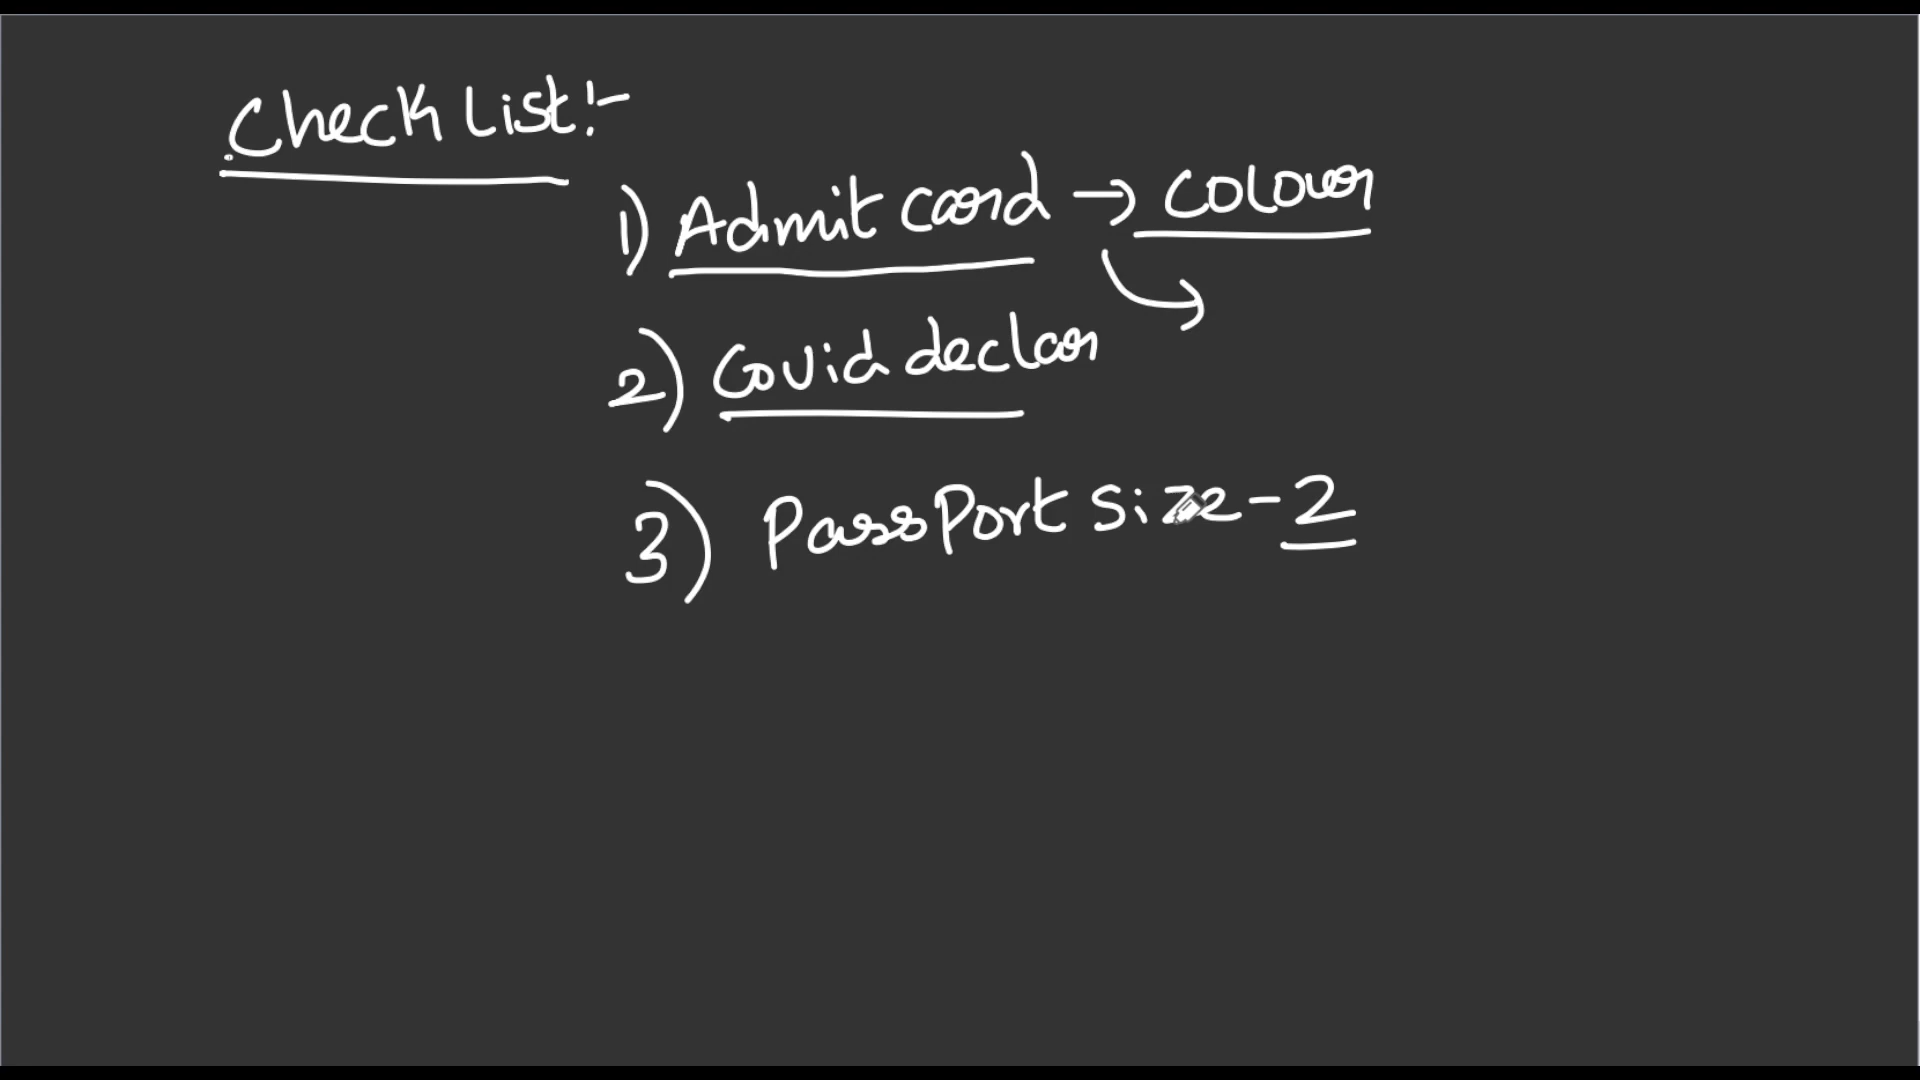 Check List:-
1) Admit card → colour
2) Covid declar
3) PassPort size - 2